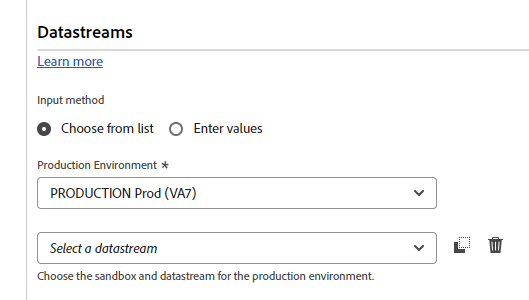 Datastreams
Learn more
Input method
Choose from list Enter values
Production Environment *
PRODUCTION Prod (VA7)
Select a datastream
Choose the sandbox and datastream for the production environment.